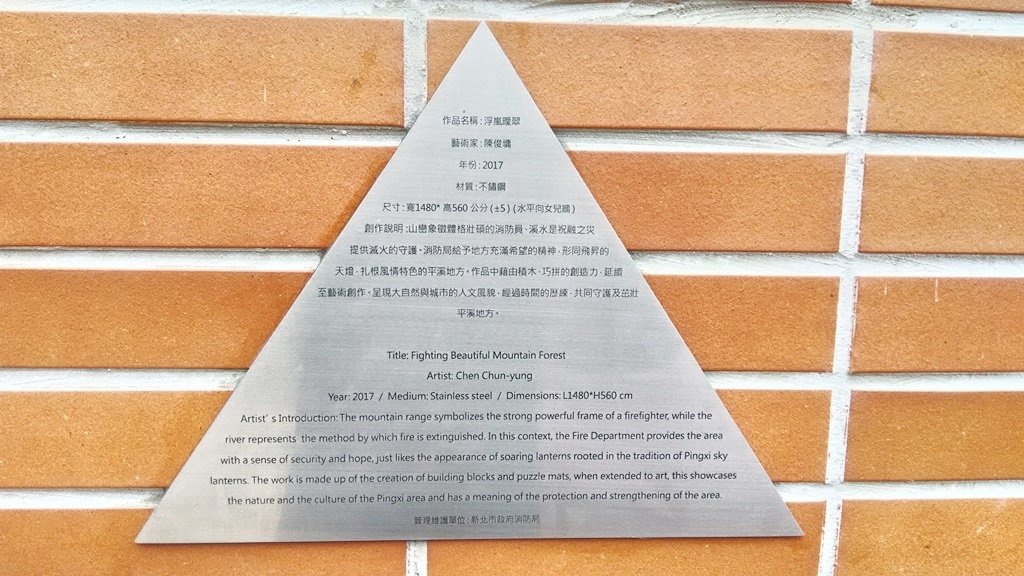 作品名稱：浮嵐暖翠
藝術家：陳俊墉
年份：2017
材質：不鏽鋼
尺寸：寬1480* 高560 公分 (±5) (水平向女兒牆)
創作說明：山巒象徵體格壯碩的消防員，溪水是祝融之災
提供滅火的守護。消防局給予地方充滿希望的精神，形同飛昇的
天燈，扎根風情特色的平溪地方。作品中藉由積木，巧拼的創造力，延續
至藝術創作。呈現大自然與城市的人文風貌，經過時間的歷練，共同守護及茁壯
平溪地方。
Title: Fighting Beautiful Mountain Forest
Artist: Chen Chun-yung
Year: 2017 / Medium: Stainless steel / Dimensions: L1480*H560 cm
Artist's Introduction: The mountain range symbolizes the strong powerful frame of a firefighter, while the
river represents the method by which fire is extinguished. In this context, the Fire Department provides the area
with a sense of security and hope, just likes the appearance of soaring lanterns rooted in the tradition of Pingxi sky
lanterns. The work is made up of the creation of building blocks and puzzle mats, when extended to art, this showcases
the nature and the culture of the Pingxi area and has a meaning of the protection and strengthening of the area.
管理維護單位：新北市政府消防局